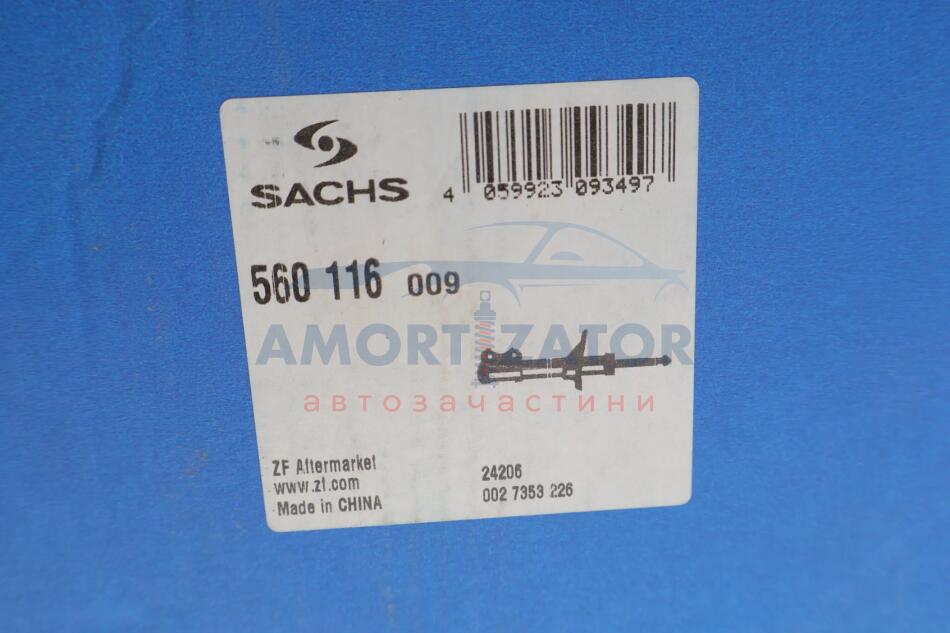 SACHS
4 059923 093497
560 116 009
AMORTIZATOR
автозачастини
ZF Aftermarket
www.zf.com
Made in CHINA
24206
002 7353 226